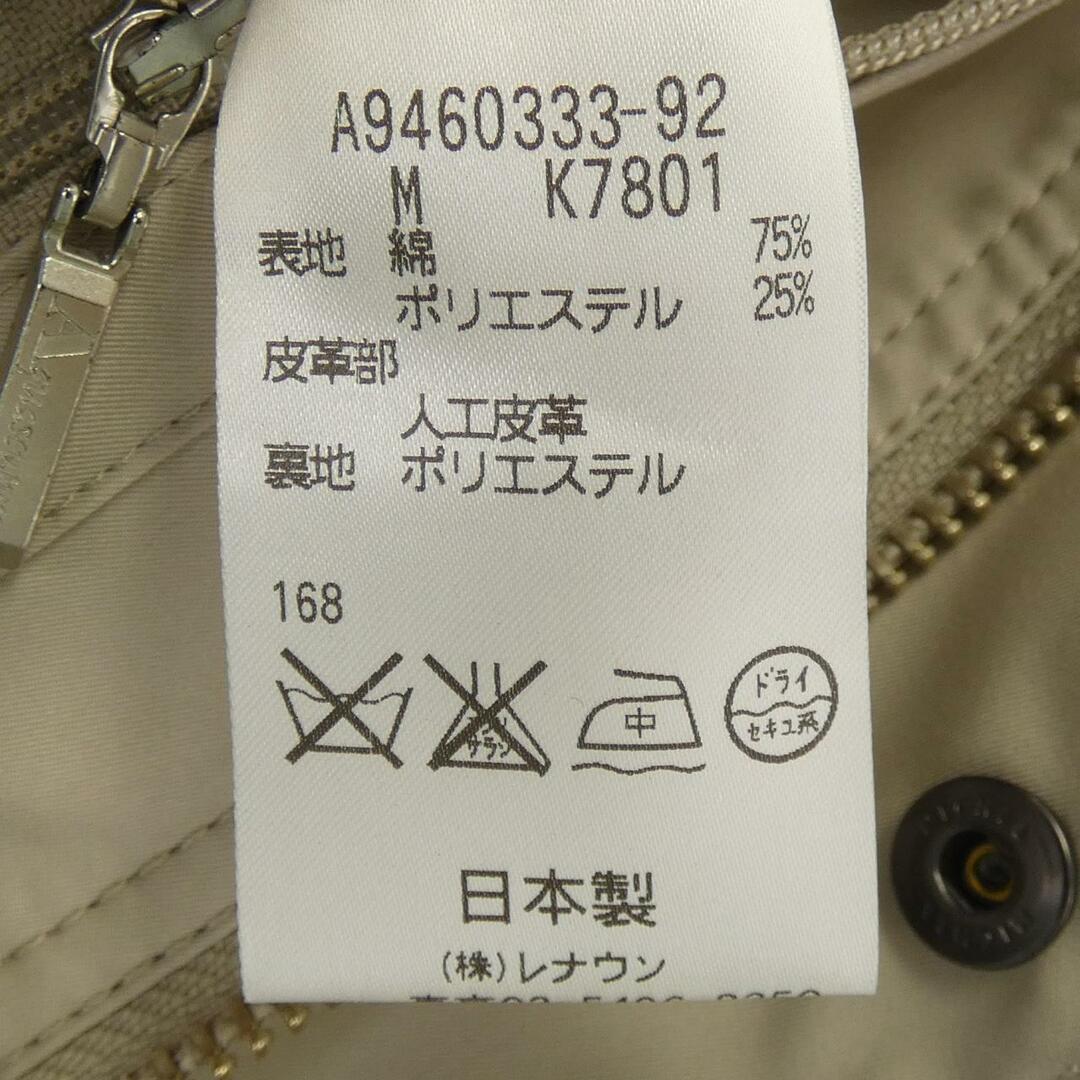 A9460333-92
M K7801
表地 綿 75%
ポリエステル 25%
皮革部
人工皮革
裏地 ポリエステル
168
中
ドライ
セキユ系
日本製
(株)レナウン